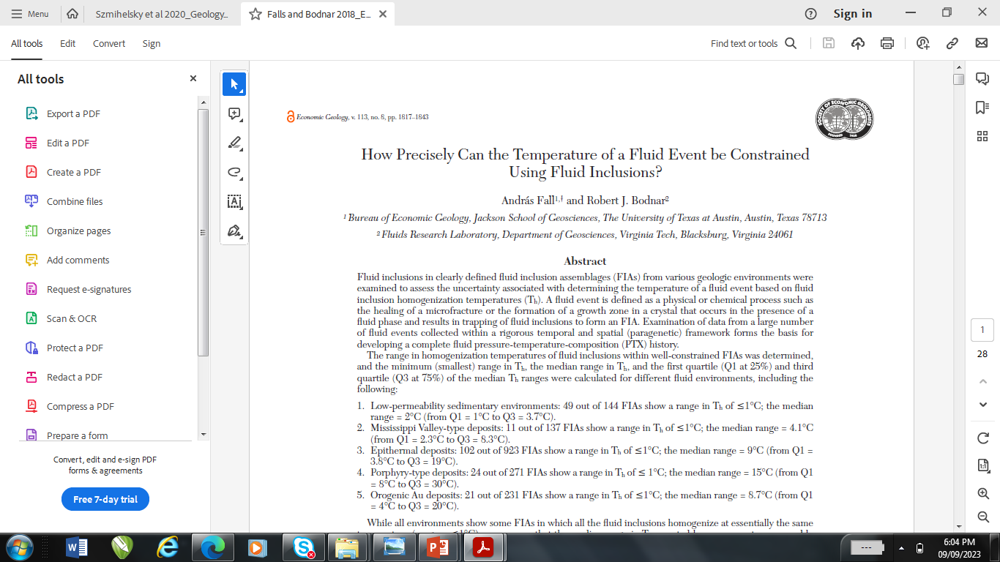 Menu
Szmihelsky et al 2020_Geology...
Falls and Bodnar 2018_E...
Sign in
All tools
Edit
Convert
Sign
Find text or tools
All tools
Export a PDF
Edit a PDF
Create a PDF
Combine files
Organize pages
Add comments
Request e-signatures
Scan & OCR
Protect a PDF
Redact a PDF
Compress a PDF
Prepare a form
Convert, edit and e-sign PDF
forms & agreements
Free 7-day trial
Economic Geology, v. 113, no. 8, pp. 1817–1843
SOCIETY OF ECONOMIC GEOLOGISTS
How Precisely Can the Temperature of a Fluid Event be Constrained
Using Fluid Inclusions?
András Fall1,† and Robert J. Bodnar2
1 Bureau of Economic Geology, Jackson School of Geosciences, The University of Texas at Austin, Austin, Texas 78713
2 Fluids Research Laboratory, Department of Geosciences, Virginia Tech, Blacksburg, Virginia 24061
Abstract
Fluid inclusions in clearly defined fluid inclusion assemblages (FIAs) from various geologic environments were
examined to assess the uncertainty associated with determining the temperature of a fluid event based on fluid
inclusion homogenization temperatures (Th). A fluid event is defined as a physical or chemical process such as
the healing of a microfracture or the formation of a growth zone in a crystal that occurs in the presence of a
fluid phase and results in trapping of fluid inclusions to form an FIA. Examination of data from a large number
of fluid events collected within a rigorous temporal and spatial (paragenetic) framework forms the basis for
developing a complete fluid pressure-temperature-composition (PTX) history.
The range in homogenization temperatures of fluid inclusions within well-constrained FIAs was determined,
and the minimum (smallest) range in Th, the median range in Th, and the first quartile (Q1 at 25%) and third
quartile (Q3 at 75%) of the median Th ranges were calculated for different fluid environments, including the
following:
1. Low-permeability sedimentary environments: 49 out of 144 FIAs show a range in Th of ≤1°C; the median
range = 2°C (from Q1 = 1°C to Q3 = 3.7°C).
2. Mississippi Valley-type deposits: 11 out of 137 FIAs show a range in Th of ≤1°C; the median range = 4.1°C
(from Q1 = 2.3°C to Q3 = 8.3°C).
3. Epithermal deposits: 102 out of 923 FIAs show a range in Th of ≤1°C; the median range = 9°C (from Q1 =
3.8°C to Q3 = 19°C).
4. Porphyry-type deposits: 24 out of 271 FIAs show a range in Th of ≤ 1°C; the median range = 15°C (from Q1
= 8°C to Q3 = 30°C).
5. Orogenic Au deposits: 21 out of 231 FIAs show a range in Th of ≤1°C; the median range = 8.7°C (from Q1
= 4°C to Q3 = 20°C).
While all environments show some FIAs in which all the fluid inclusions homogenize at essentially the same
1
28
6:04 PM
09/09/2023